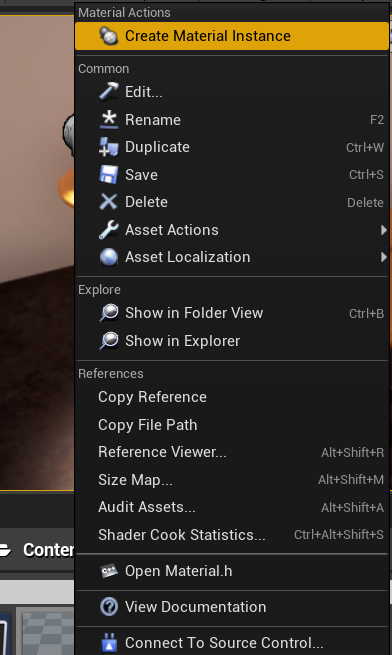 Material Actions
Create Material Instance
Common
Edit...
Rename F2
Duplicate Ctrl+W
Save Ctrl+S
Delete Delete
Asset Actions
Asset Localization
Explore
Show in Folder View Ctrl+B
Show in Explorer
References
Copy Reference
Copy File Path
Reference Viewer... Alt+Shift+R
Size Map... Alt+Shift+M
Audit Assets... Alt+Shift+A
Shader Cook Statistics... Ctrl+Alt+Shift+S
Conten
C++ Open Material.h
View Documentation
Connect To Source Control...